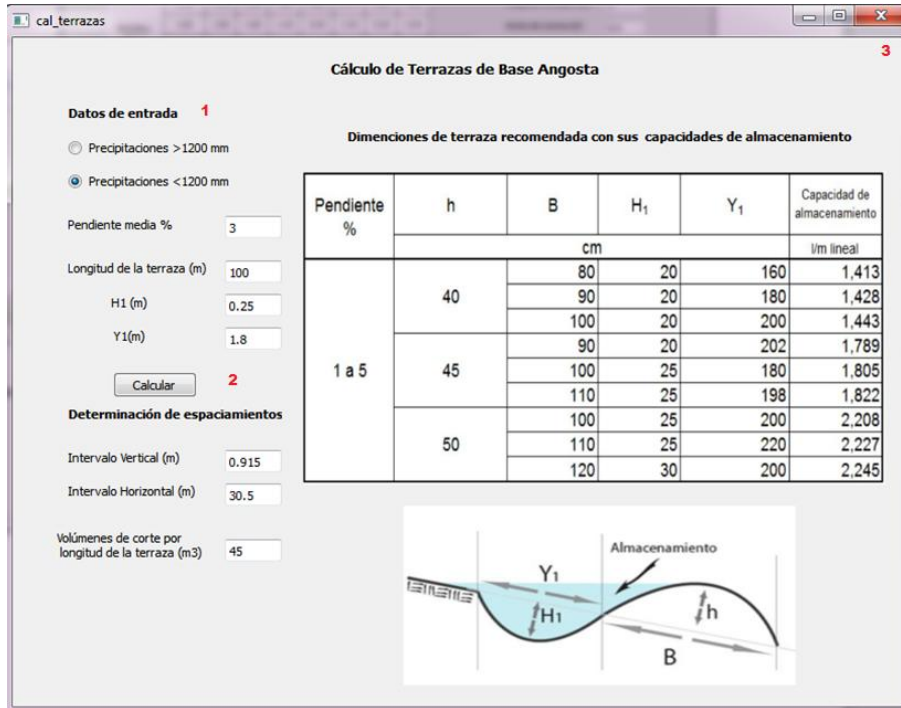 cal_terrazas
3
Cálculo de Terrazas de Base Angosta
Datos de entrada 1
Precipitaciones >1200 mm
Precipitaciones <1200 mm
Pendiente media % 3
Longitud de la terraza (m) 100
H1 (m) 0.25
Y1(m) 1.8
Calcular 2
Determinación de espaciamientos
Intervalo Vertical (m) 0.915
Intervalo Horizontal (m) 30.5
Volúmenes de corte por
longitud de la terraza (m3) 45
Dimenciones de terraza recomendada con sus capacidades de almacenamiento
Pendiente % h B H1 Y1 Capacidad de almacenamiento
cm l/m lineal
1 a 5
40
80 20 160 1,413
90 20 180 1,428
100 20 200 1,443
45
90 20 202 1,789
100 25 180 1,805
110 25 198 1,822
50
100 25 200 2,208
110 25 220 2,227
120 30 200 2,245
Almacenamiento
Y1
H1
h
B